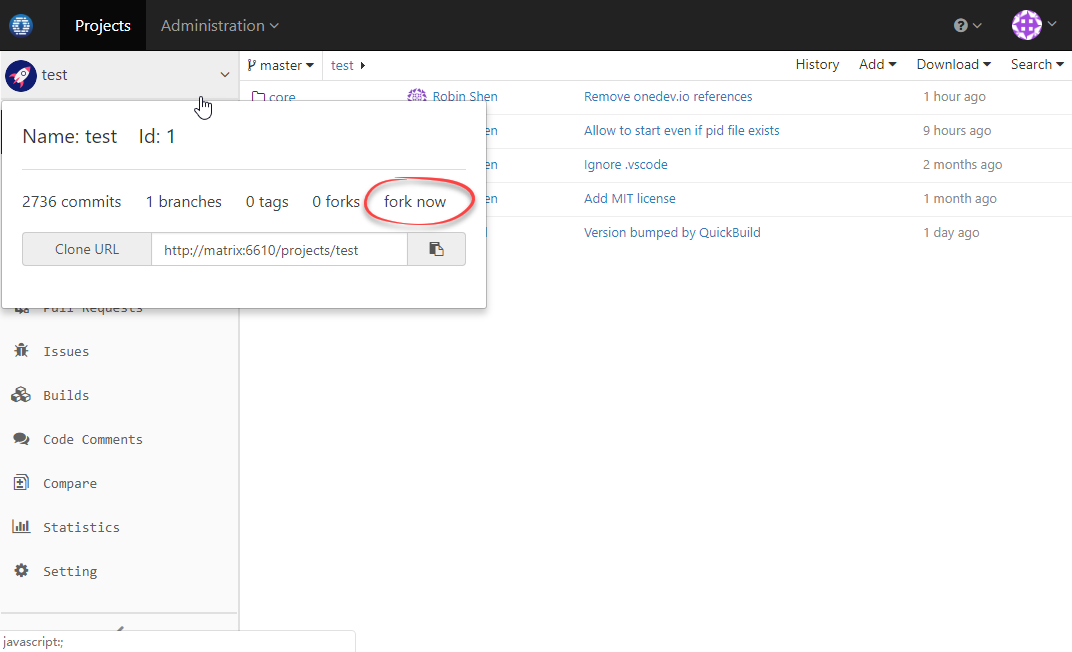 Projects Administration
test
master test History Add Download Search
core Robin Shen Remove onedev.io references 1 hour ago
Name: test Id: 1
en Allow to start even if pid file exists 9 hours ago
en Ignore .vscode 2 months ago
2736 commits 1 branches 0 tags 0 forks fork now
en Add MIT license 1 month ago
Version bumped by QuickBuild 1 day ago
Clone URL http://matrix:6610/projects/test
Pull Requests
Issues
Builds
Code Comments
Compare
Statistics
Setting
javascript:;